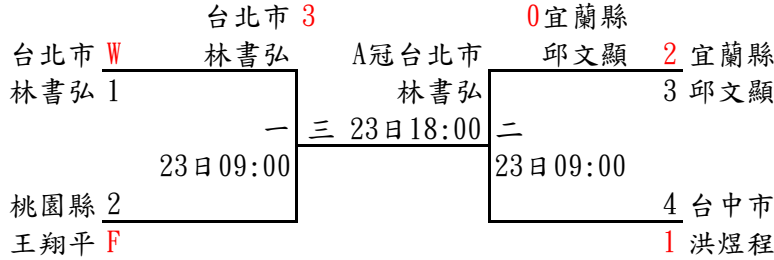 台北市 3 0宜蘭縣
台北市 W 林書弘 A冠台北市 邱文顯 2 宜蘭縣
林書弘 1 林書弘 3 邱文顯
一 三 23日18:00 二
23日09:00 23日09:00
桃園縣 2 4 台中市
王翔平 F 1 洪煜程